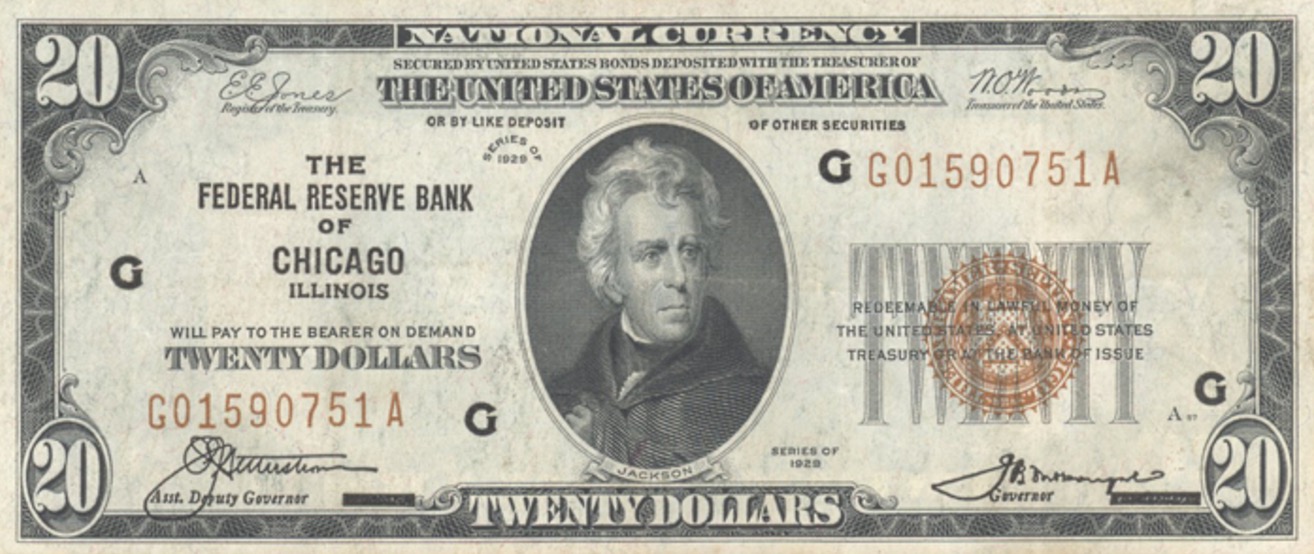 20 NATIONAL CURRENCY 20
SECURED BY UNITED STATES BONDS DEPOSITED WITH THE TREASURER OF
THE UNITED STATES OF AMERICA
E.E. Jones
Register of the Treasury.
W.O. Woods
Treasurer of the United States.
OR BY LIKE DEPOSIT OF OTHER SECURITIES
SERIES OF
1929
A
THE
FEDERAL RESERVE BANK
OF
CHICAGO
ILLINOIS
G
G G01590751A
TWENTY
REDEEMABLE IN LAWFUL MONEY OF
THE UNITED STATES, AT UNITED STATES
TREASURY OR AT THE BANK OF ISSUE
WILL PAY TO THE BEARER ON DEMAND
TWENTY DOLLARS
G01590751A
G
G
A 87
SERIES OF
1929
JACKSON
Asst. Deputy Governor
Governor
20 TWENTY DOLLARS 20